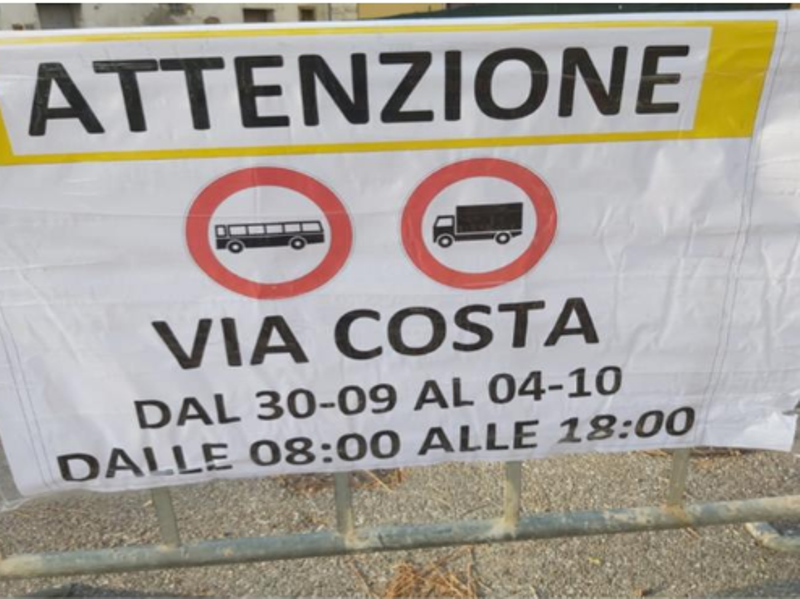 ATTENZIONE
VIA COSTA
DAL 30-09 AL 04-10
DALLE 08:00 ALLE 18:00